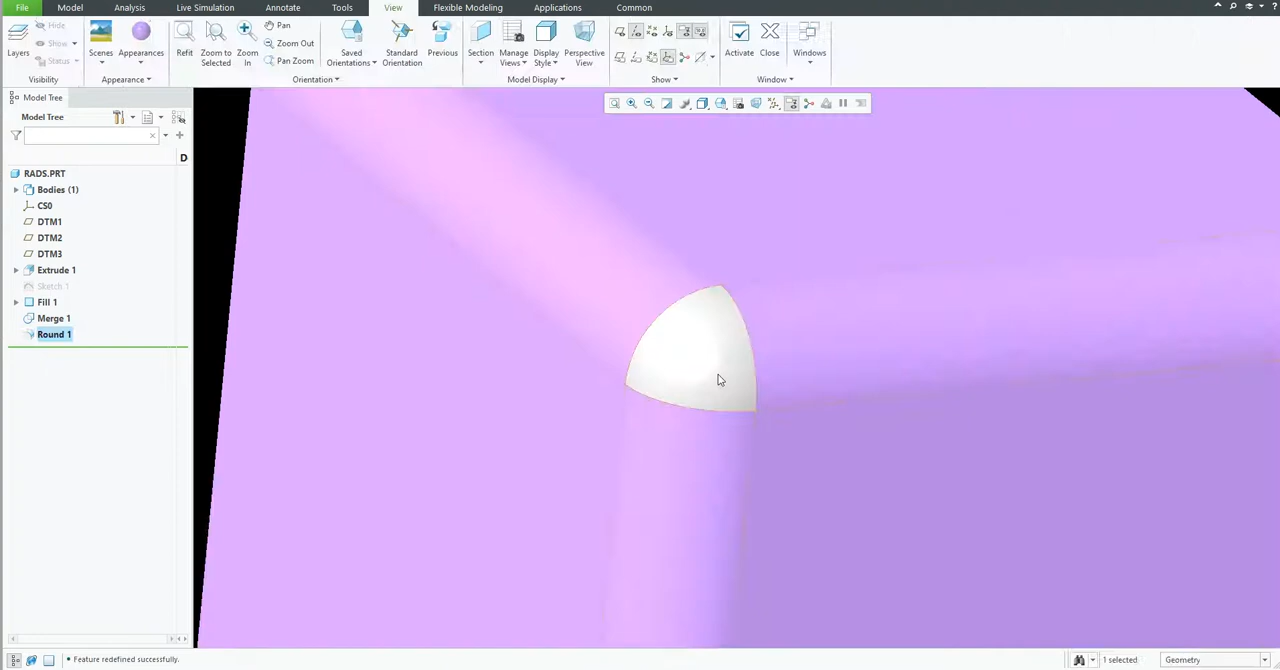 File Model Analysis Live Simulation Annotate Tools View Flexible Modeling Applications Common
Layers
Hide
Show
Status
Visibility
Scenes
Appearances
Appearance
Refit
Zoom to Selected
Zoom In
Pan
Zoom Out
Pan Zoom
Saved Orientations
Standard Orientation
Previous
Orientation
Section
Manage Views
Display Style
Perspective View
Model Display
Show
Activate
Close
Windows
Window
Model Tree
Model Tree
D
RADS.PRT
Bodies (1)
CS0
DTM1
DTM2
DTM3
Extrude 1
Sketch 1
Fill 1
Merge 1
Round 1
• Feature redefined successfully.
1 selected
Geometry